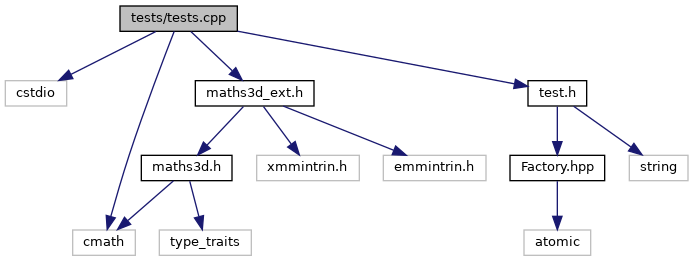 tests/tests.cpp
cstdio
maths3d_ext.h
test.h
maths3d.h
xmmintrin.h
emmintrin.h
Factory.hpp
string
cmath
type_traits
atomic